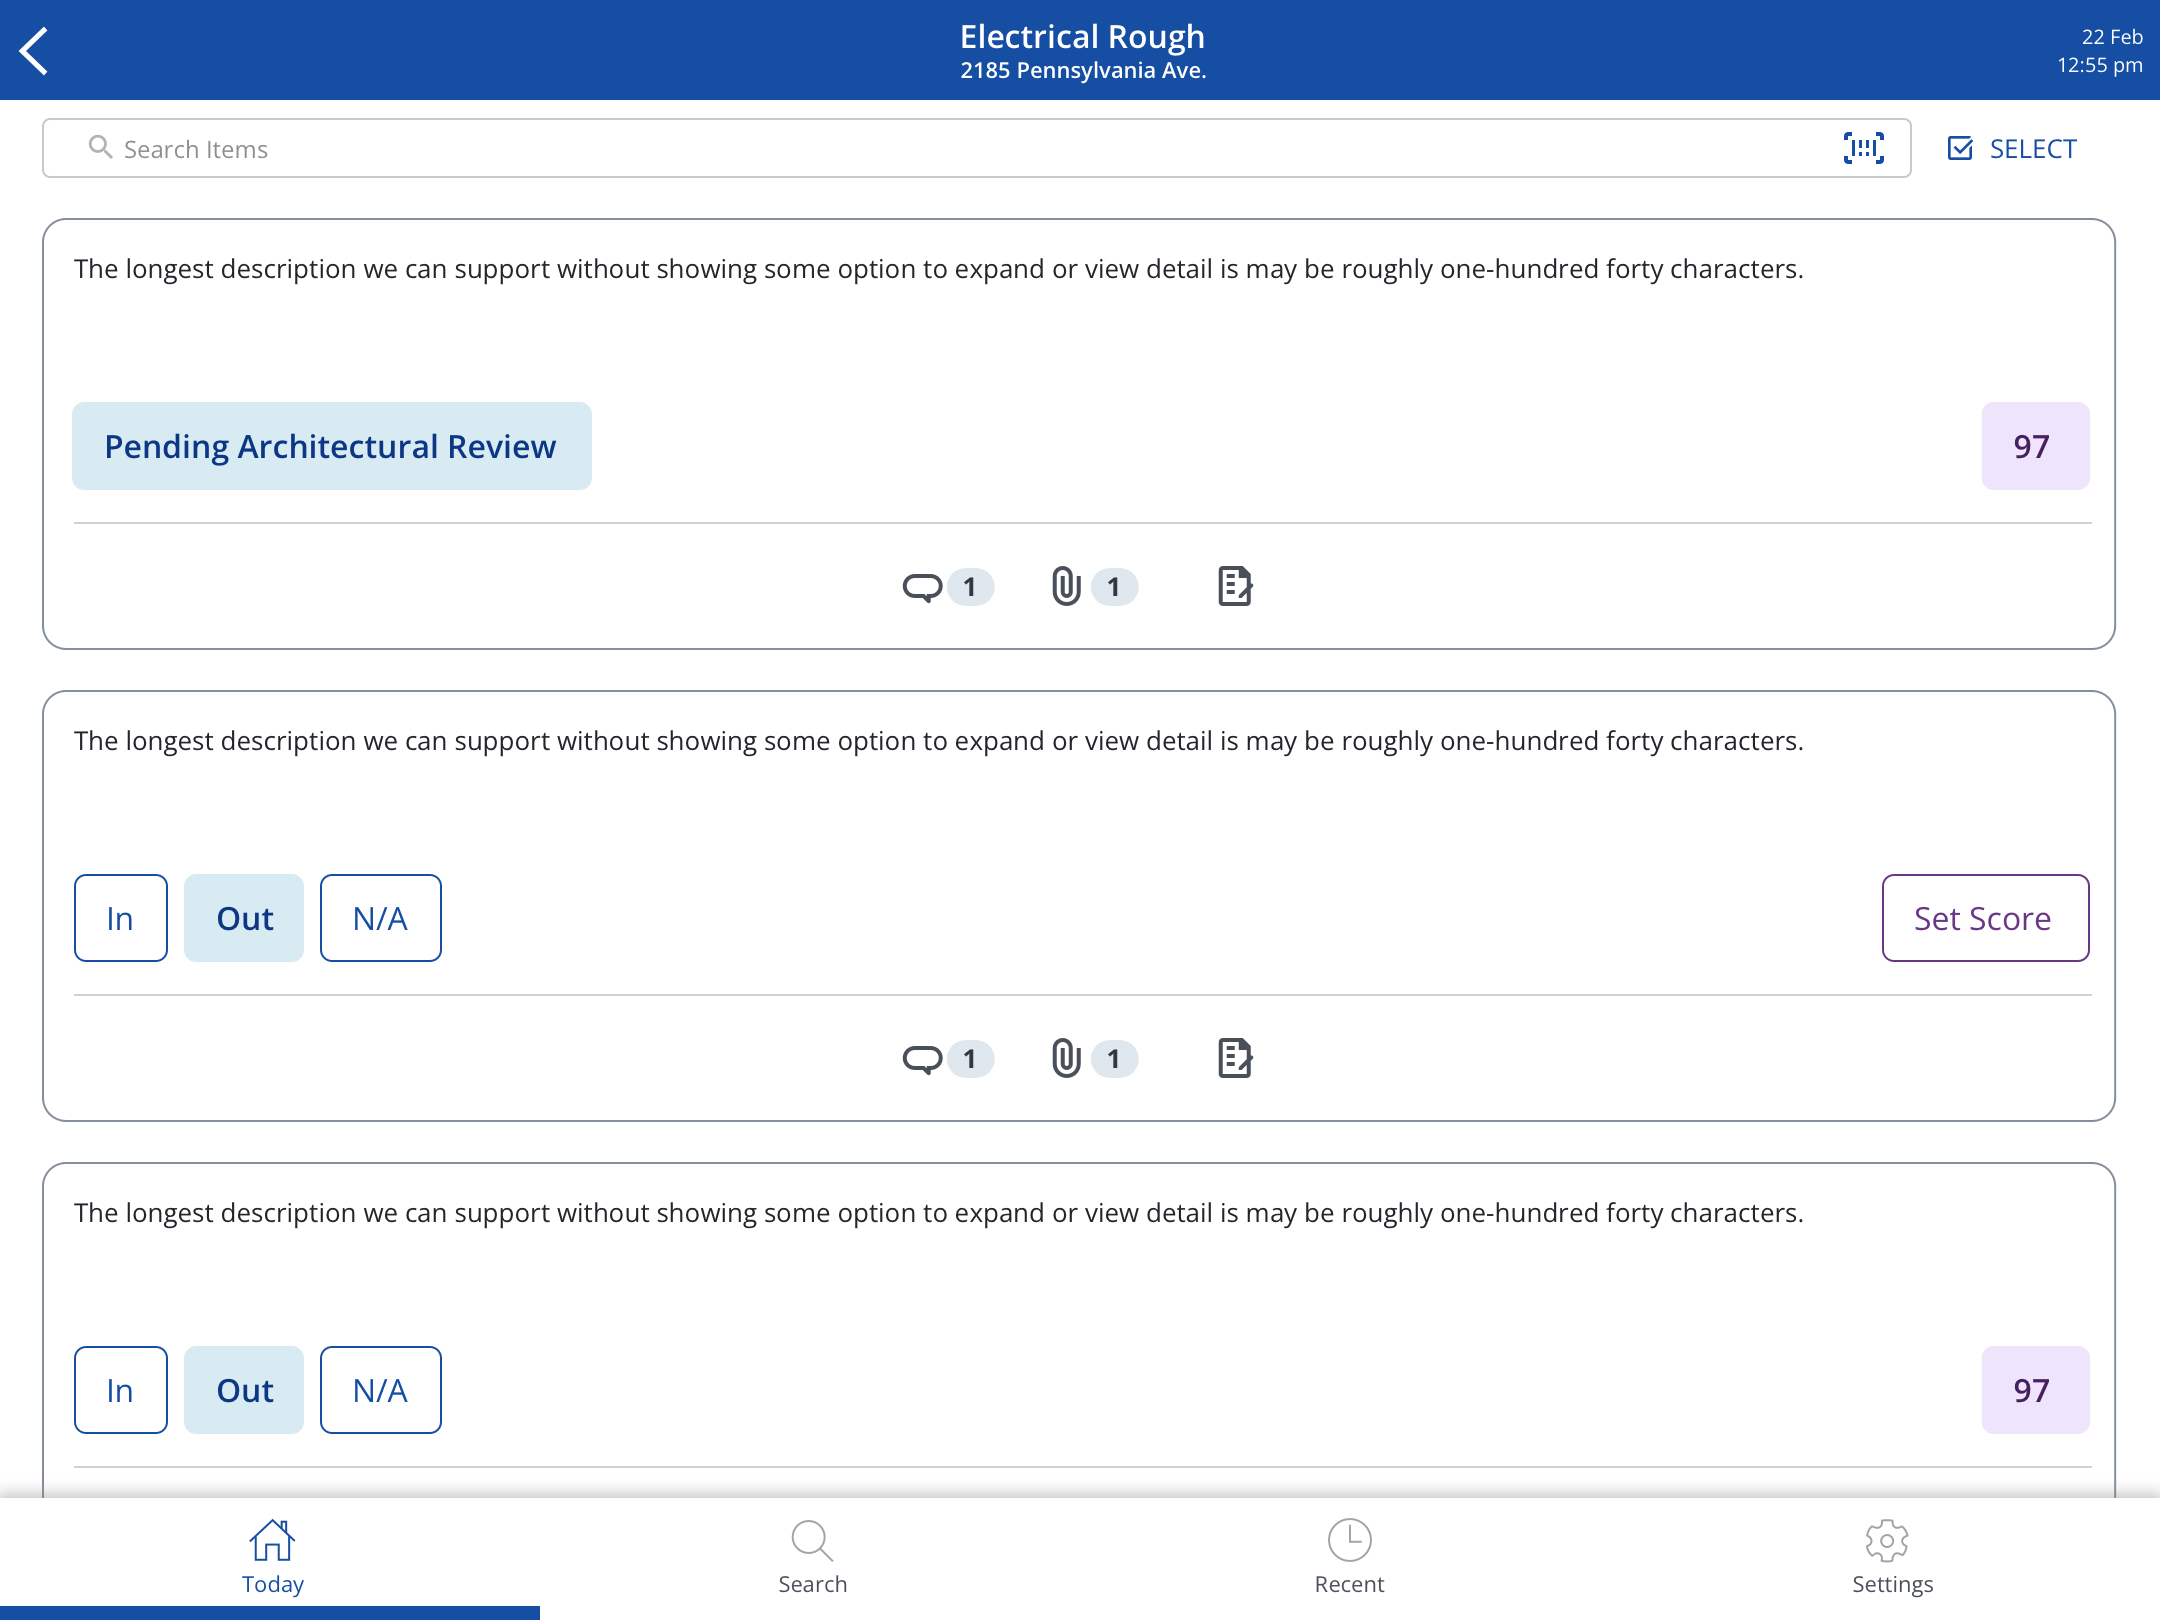 Electrical Rough
2185 Pennsylvania Ave.
22 Feb
12:55 pm
Search Items
SELECT
The longest description we can support without showing some option to expand or view detail is may be roughly one-hundred forty characters.
Pending Architectural Review
97
1
1
The longest description we can support without showing some option to expand or view detail is may be roughly one-hundred forty characters.
In
Out
N/A
Set Score
1
1
The longest description we can support without showing some option to expand or view detail is may be roughly one-hundred forty characters.
In
Out
N/A
97
Today
Search
Recent
Settings